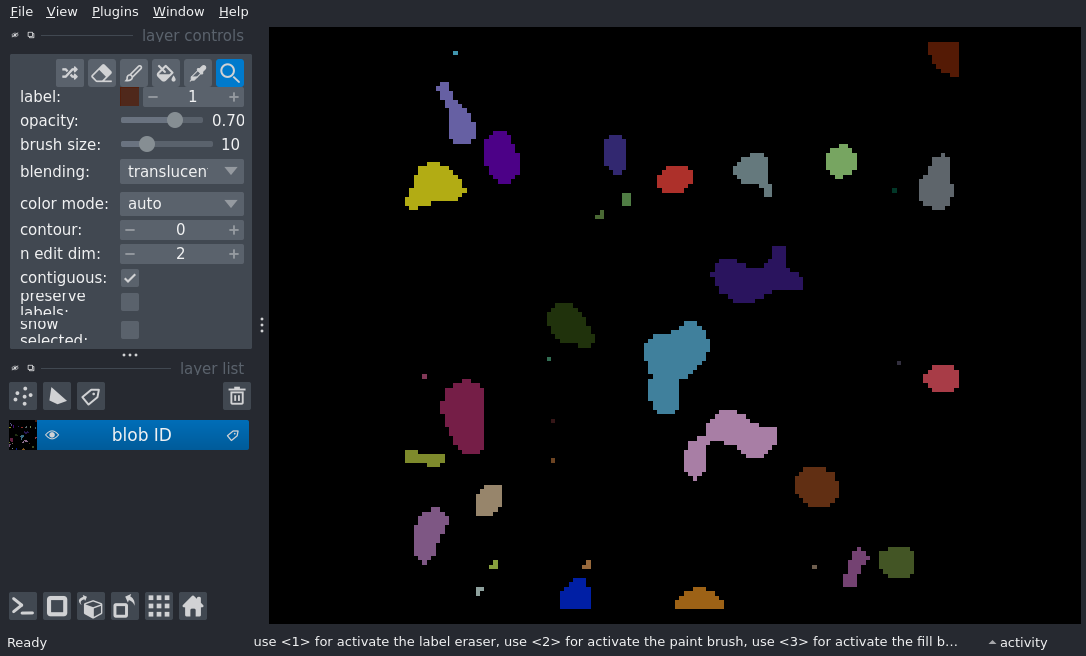 File View Plugins Window Help
layer controls
label: 1
opacity: 0.70
brush size: 10
blending: translucen
color mode: auto
contour: 0
n edit dim: 2
contiguous:
preserve
labels:
show
selected:
layer list
blob ID
Ready use <1> for activate the label eraser, use <2> for activate the paint brush, use <3> for activate the fill b... activity